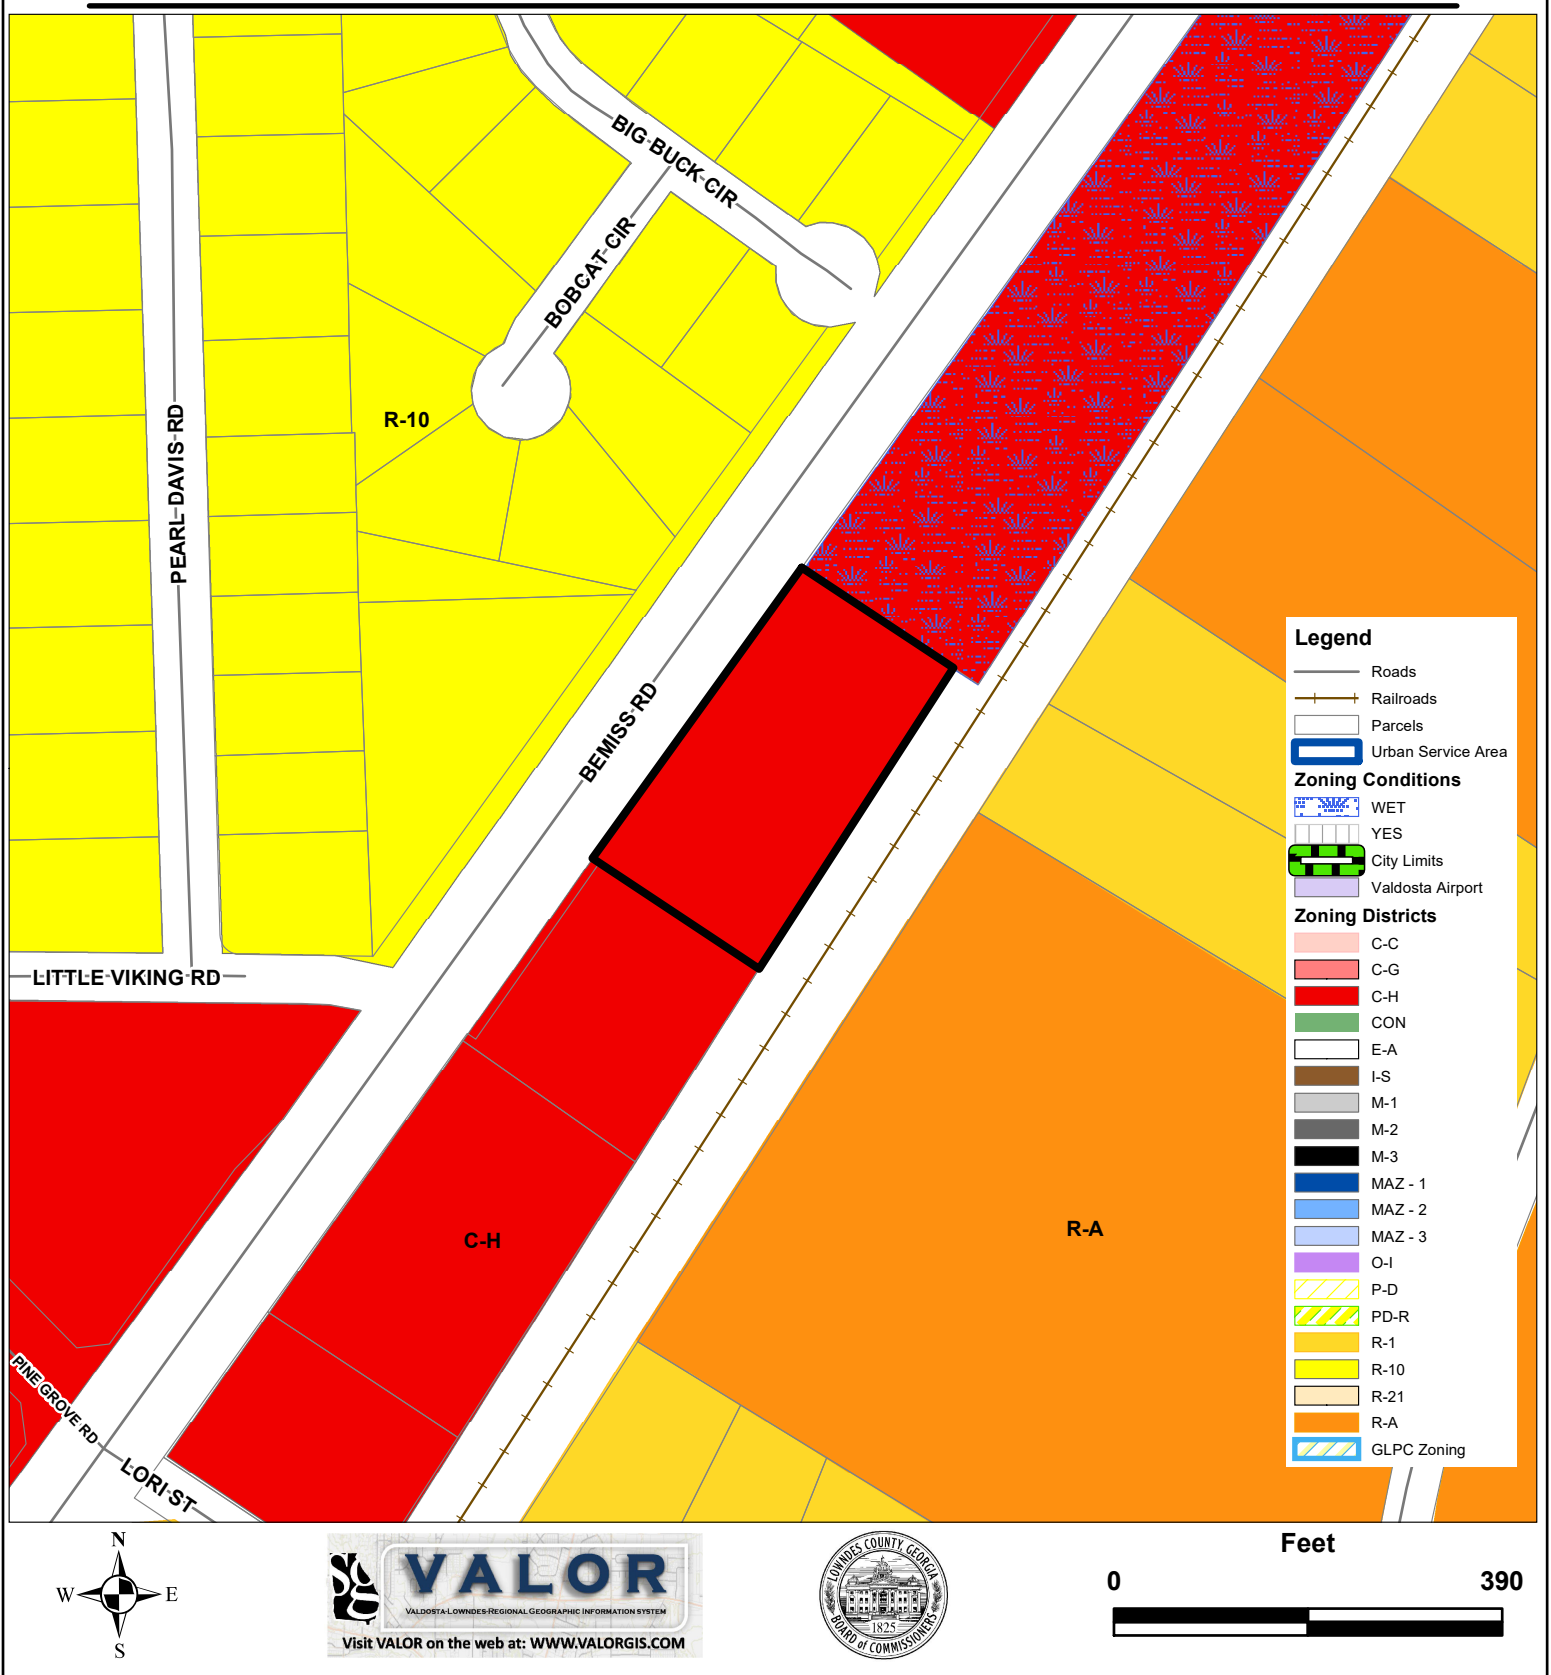 BIG BUCK CIR
BOBCAT CIR
R-10
PEARL DAVIS RD
BEMISS RD
LITTLE VIKING RD
C-H
R-A
PINE GROVE RD
LORI ST
Legend
Roads
Railroads
Parcels
Urban Service Area
Zoning Conditions
WET
YES
City Limits
Valdosta Airport
Zoning Districts
C-C
C-G
C-H
CON
E-A
I-S
M-1
M-2
M-3
MAZ - 1
MAZ - 2
MAZ - 3
O-I
P-D
PD-R
R-1
R-10
R-21
R-A
GLPC Zoning
N
W E
S
VALOR
VALDOSTA-LOWNDES-REGIONAL GEOGRAPHIC INFORMATION SYSTEM
Visit VALOR on the web at: WWW.VALORGIS.COM
LOWNDES COUNTY, GEORGIA
1825
BOARD of COMMISSIONERS
Feet
0 390